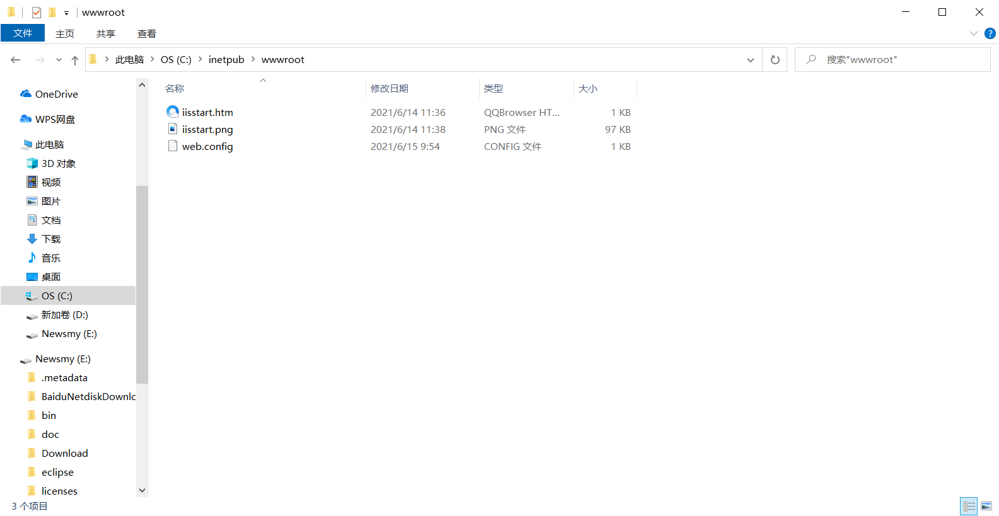 wwwroot
文件 主页 共享 查看
此电脑 OS (C:) inetpub wwwroot
搜索"wwwroot"
名称 修改日期 类型 大小
iisstart.htm 2021/6/14 11:36 QQBrowser HT... 1 KB
iisstart.png 2021/6/14 11:38 PNG 文件 97 KB
web.config 2021/6/15 9:54 CONFIG 文件 1 KB
OneDrive
WPS网盘
此电脑
3D 对象
视频
图片
文档
下载
音乐
桌面
OS (C:)
新加卷 (D:)
Newsmy (E:)
Newsmy (E:)
.metadata
BaiduNetdiskDownlo
bin
doc
Download
eclipse
licenses
3 个项目